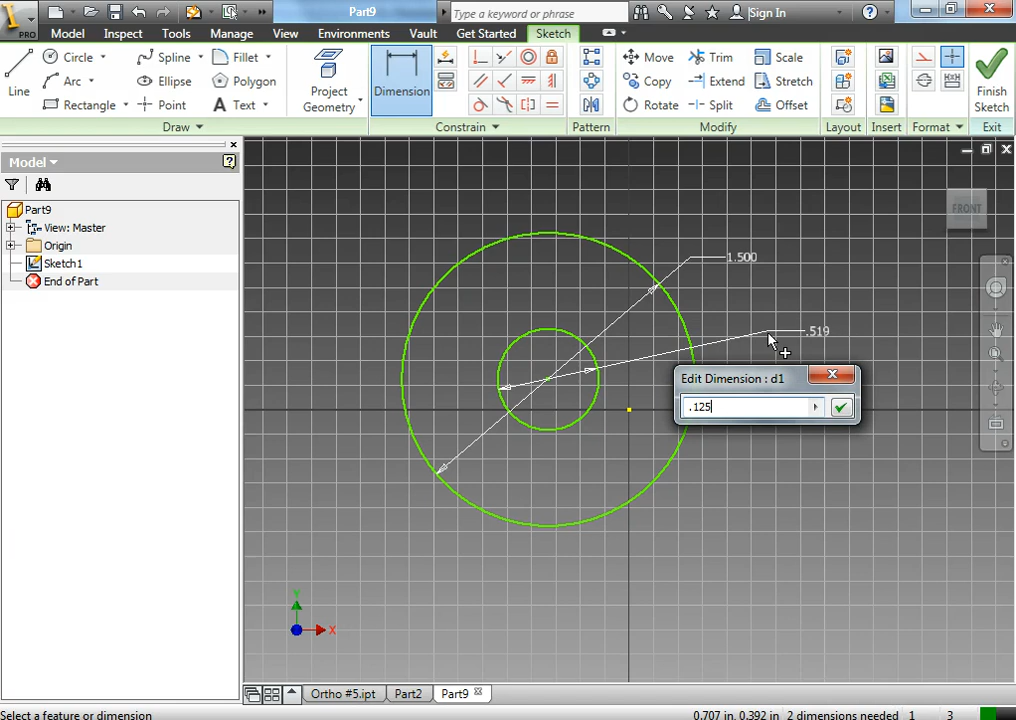 Part9
Type a keyword or phrase
Sign In
PRO
Model Inspect Tools Manage View Environments Vault Get Started Sketch
Line
Circle
Arc
Rectangle
Spline
Ellipse
Point
Fillet
Polygon
Text
Draw
Project
Geometry
Dimension
Constrain
Pattern
Move
Copy
Rotate
Trim
Extend
Split
Scale
Stretch
Offset
Modify
Layout
Insert
Format
Finish
Sketch
Exit
Model
Part9
View: Master
Origin
Sketch1
End of Part
FRONT
1.500
.519
Edit Dimension : d1
.125
Y
X
Ortho #5.ipt
Part2
Part9
Select a feature or dimension
0.707 in, 0.392 in 2 dimensions needed 1 3